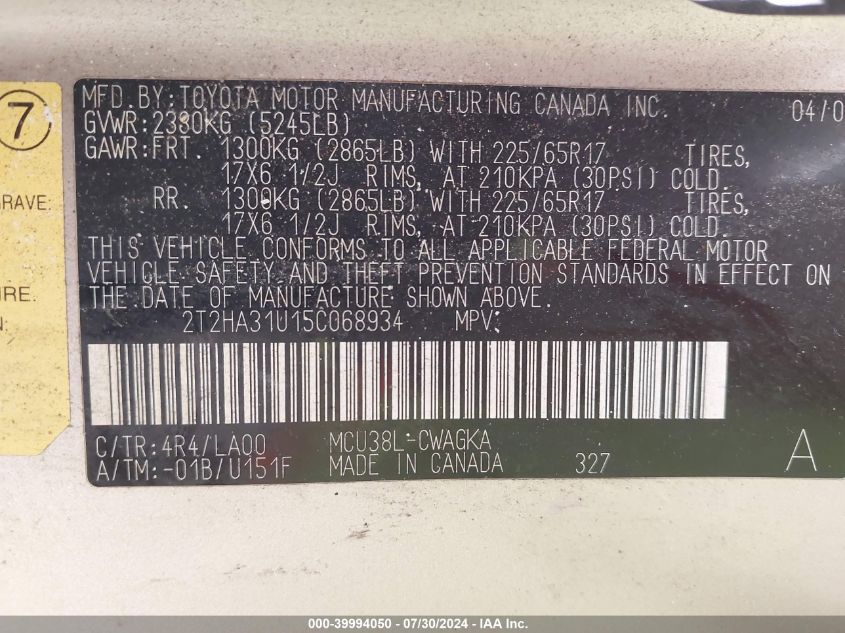 7
RAVE:
IRE.
MFD.BY:TOYOTA MOTOR MANUFACTURING CANADA INC. 04/0
GVWR:2380KG (5245LB)
GAWR:FRT. 1300KG (2865LB) WITH 225/65R17 TIRES,
17X6 1/2J RIMS, AT 210KPA (30PSI) COLD.
RR. 1300KG (2865LB) WITH 225/65R17 TIRES,
17X6 1/2J RIMS, AT 210KPA (30PSI) COLD.
THIS VEHICLE CONFORMS TO ALL APPLICABLE FEDERAL MOTOR
VEHICLE SAFETY AND THEFT PREVENTION STANDARDS IN EFFECT ON
THE DATE OF MANUFACTURE SHOWN ABOVE.
2T2HA31U15C068934 MPV
C/TR:4R4/LA00 MCU38L-CWAGKA
A/TM:-01B/U151F MADE IN CANADA 327 A
000-39994050 / 07/30/2024 - IAA Inc.